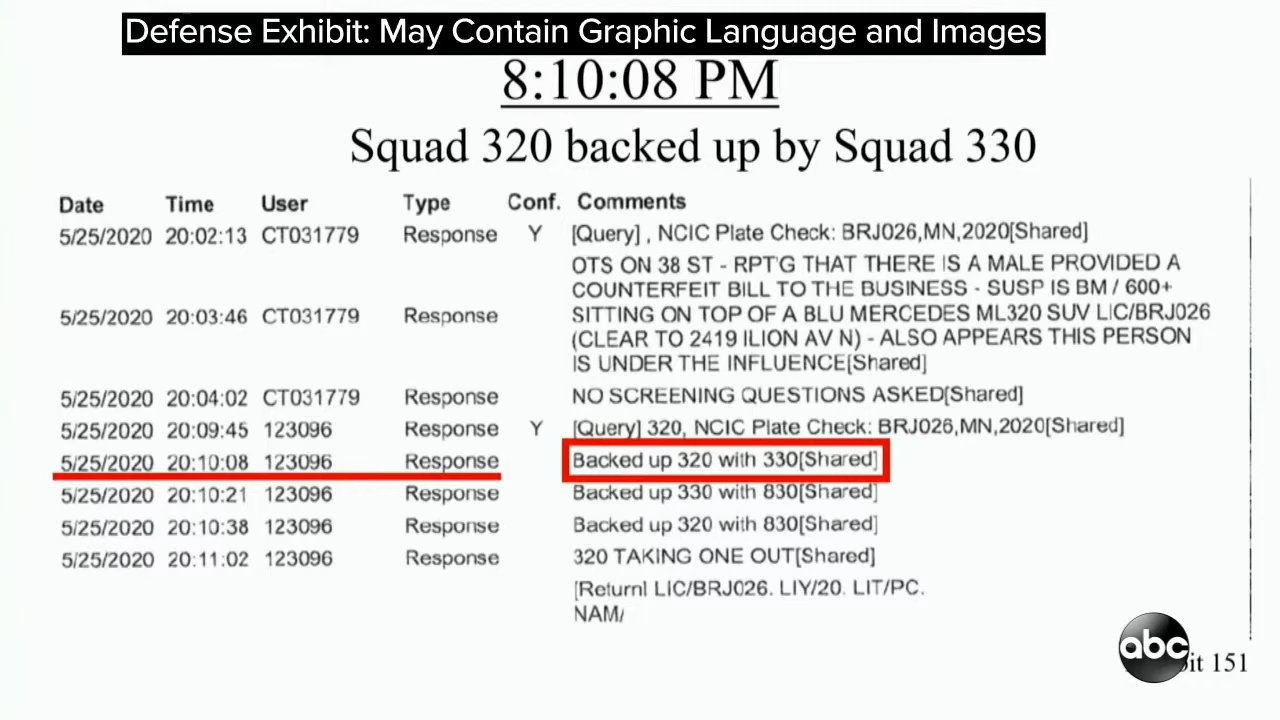 Defense Exhibit: May Contain Graphic Language and Images
8:10:08 PM
Squad 320 backed up by Squad 330
Date Time User Type Conf. Comments
5/25/2020 20:02:13 CT031779 Response Y [Query] , NCIC Plate Check: BRJ026,MN,2020[Shared]
OTS ON 38 ST - RPT'G THAT THERE IS A MALE PROVIDED A
COUNTERFEIT BILL TO THE BUSINESS - SUSP IS BM / 600+
5/25/2020 20:03:46 CT031779 Response SITTING ON TOP OF A BLU MERCEDES ML320 SUV LIC/BRJ026
(CLEAR TO 2419 ILION AV N) - ALSO APPEARS THIS PERSON
IS UNDER THE INFLUENCE[Shared]
5/25/2020 20:04:02 CT031779 Response NO SCREENING QUESTIONS ASKED[Shared]
5/25/2020 20:09:45 123096 Response Y [Query] 320, NCIC Plate Check: BRJ026,MN,2020[Shared]
5/25/2020 20:10:08 123096 Response Backed up 320 with 330[Shared]
5/25/2020 20:10:21 123096 Response Backed up 330 with 830[Shared]
5/25/2020 20:10:38 123096 Response Backed up 320 with 830[Shared]
5/25/2020 20:11:02 123096 Response 320 TAKING ONE OUT[Shared]
[Return] LIC/BRJ026. LIY/20. LIT/PC.
NAM/
abc
it 151